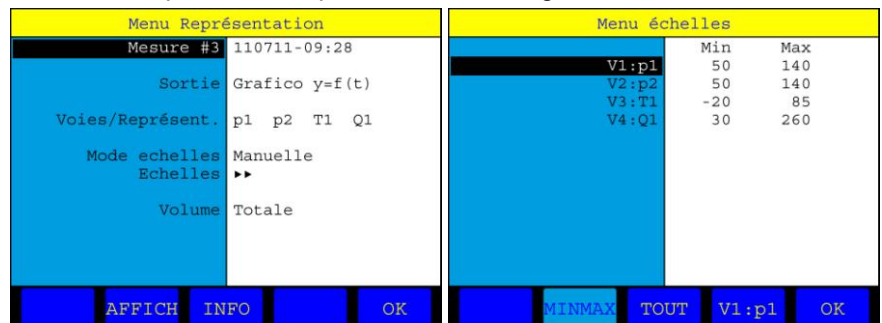 Menu Représentation
Mesure #3 110711-09:28
Sortie Grafico y=f(t)
Voies/Représent. p1 p2 T1 Q1
Mode echelles Manuelle
Echelles ▸▸
Volume Totale
AFFICH INFO OK
Menu échelles
Min Max
V1:p1 50 140
V2:p2 50 140
V3:T1 -20 85
V4:Q1 30 260
MINMAX TOUT V1:p1 OK